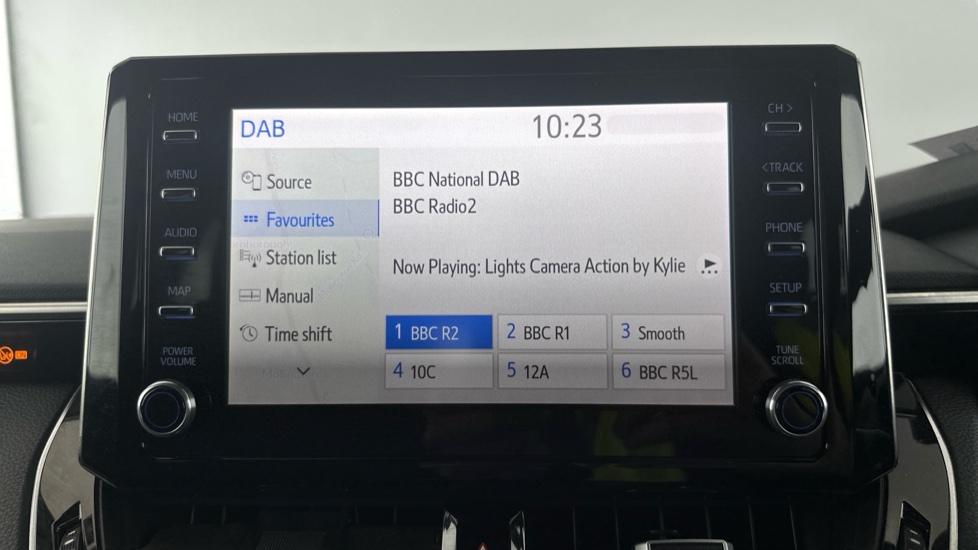 HOME
MENU
AUDIO
MAP
POWER
VOLUME
DAB
10:23
Source
Favourites
Station list
Manual
Time shift
BBC National DAB
BBC Radio2
Now Playing: Lights Camera Action by Kylie
1 BBC R2
2 BBC R1
3 Smooth
4 10C
5 12A
6 BBC R5L
CH >
< TRACK
PHONE
SETUP
TUNE
SCROLL
ON